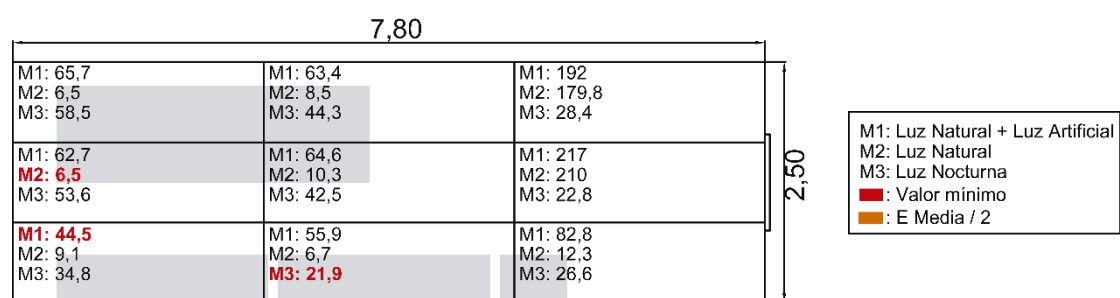 7,80
M1: 65,7
M2: 6,5
M3: 58,5
M1: 63,4
M2: 8,5
M3: 44,3
M1: 192
M2: 179,8
M3: 28,4
M1: 62,7
M2: 6,5
M3: 53,6
M1: 64,6
M2: 10,3
M3: 42,5
M1: 217
M2: 210
M3: 22,8
M1: 44,5
M2: 9,1
M3: 34,8
M1: 55,9
M2: 6,7
M3: 21,9
M1: 82,8
M2: 12,3
M3: 26,6
2,50
M1: Luz Natural + Luz Artificial
M2: Luz Natural
M3: Luz Nocturna
: Valor mínimo
: E Media / 2